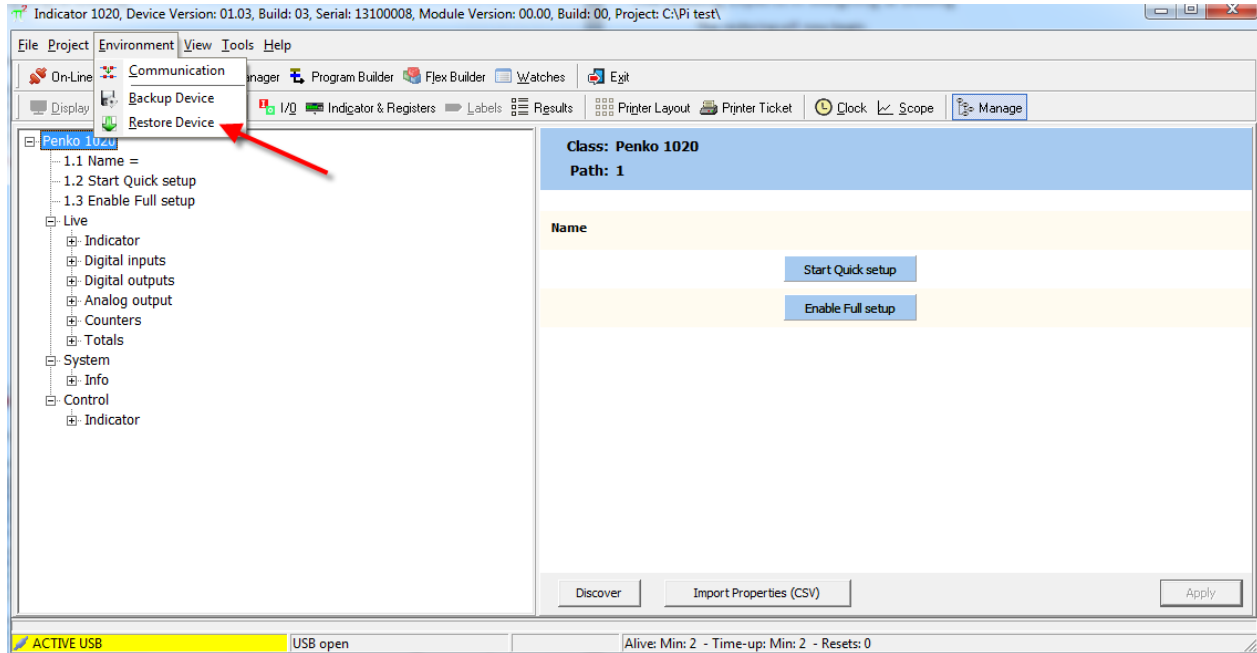 Indicator 1020, Device Version: 01.03, Build: 03, Serial: 13100008, Module Version: 00.00, Build: 00, Project: C:\Pi test\
File Project Environment View Tools Help
On-Line Communication anager Program Builder Flex Builder Watches Exit
Backup Device
Display I/O Indicator & Registers Labels Results Printer Layout Printer Ticket Clock Scope Manage
Restore Device
Penko 1020
1.1 Name =
1.2 Start Quick setup
1.3 Enable Full setup
Live
Indicator
Digital inputs
Digital outputs
Analog output
Counters
Totals
System
Info
Control
Indicator
Class: Penko 1020
Path: 1
Name
Start Quick setup
Enable Full setup
Discover Import Properties (CSV) Apply
ACTIVE USB USB open Alive: Min: 2 - Time-up: Min: 2 - Resets: 0